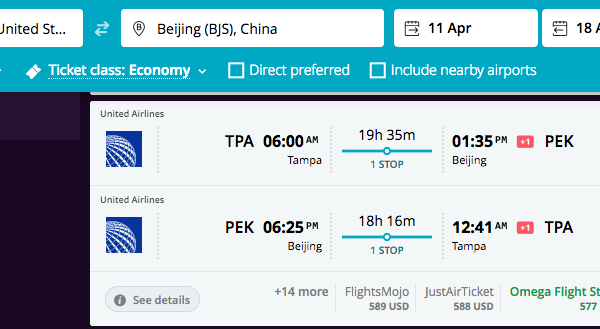 United St...
Beijing (BJS), China
11 Apr
18 A
Ticket class: Economy
Direct preferred
Include nearby airports
United Airlines
TPA 06:00 AM
19h 35m
01:35 PM +1 PEK
Tampa
1 STOP
Beijing
United Airlines
PEK 06:25 PM
18h 16m
12:41 AM +1 TPA
Beijing
1 STOP
Tampa
See details
+14 more
FlightsMojo
589 USD
JustAirTicket
588 USD
Omega Flight St
577